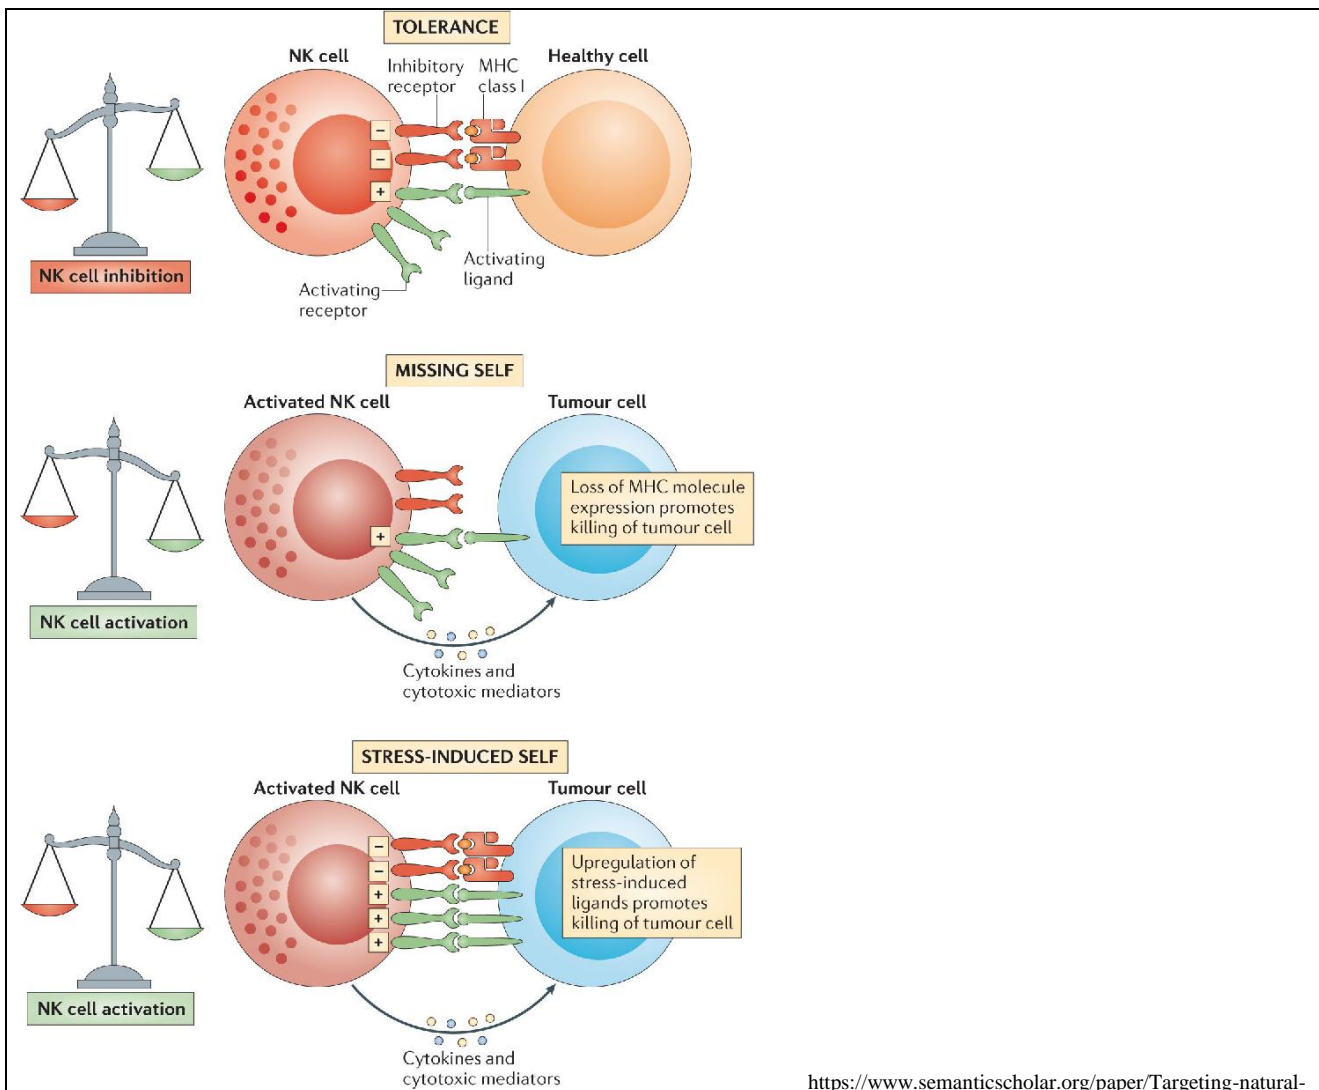 TOLERANCE
NK cell
Inhibitory
receptor
MHC
class I
Healthy cell
−
−
+
NK cell inhibition
Activating
receptor
Activating
ligand
MISSING SELF
Activated NK cell
Tumour cell
Loss of MHC molecule
expression promotes
killing of tumour cell
+
NK cell activation
Cytokines and
cytotoxic mediators
STRESS-INDUCED SELF
Activated NK cell
Tumour cell
−
−
+
+
+
Upregulation of
stress-induced
ligands promotes
killing of tumour cell
NK cell activation
Cytokines and
cytotoxic mediators
https://www.semanticscholar.org/paper/Targeting-natural-